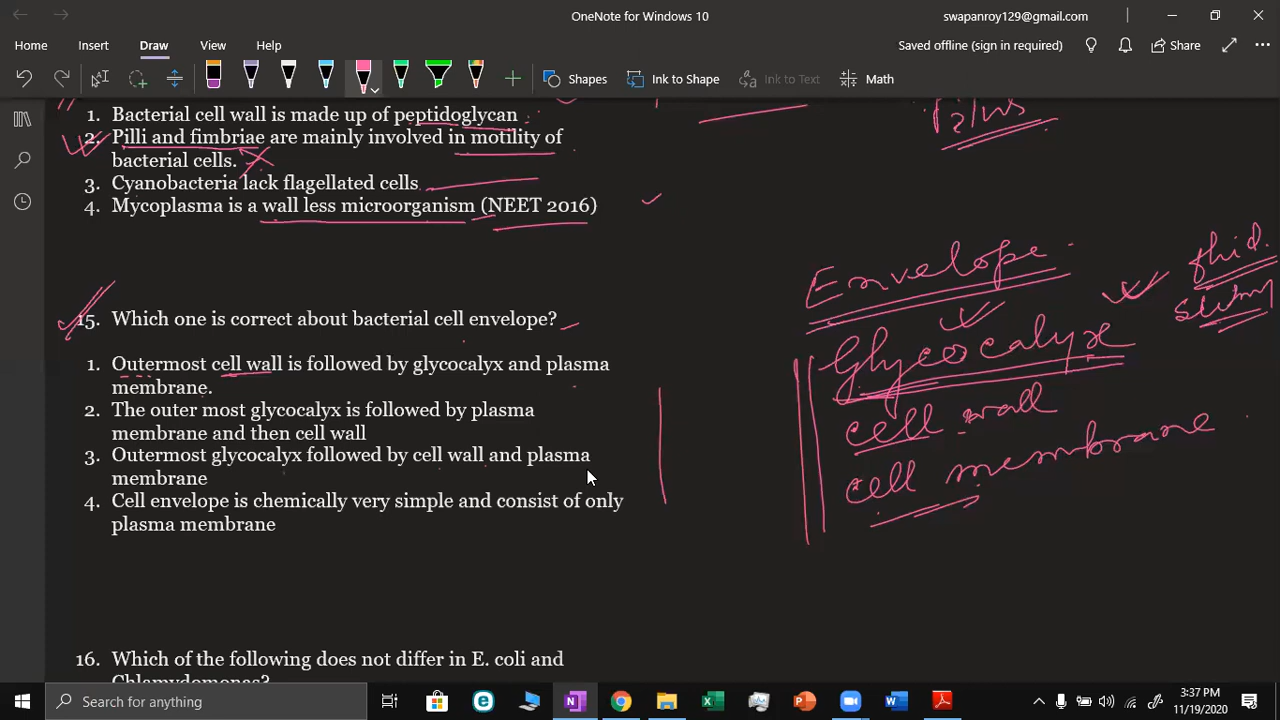 OneNote for Windows 10
swapanroy129@gmail.com
Home Insert Draw View Help
Saved offline (sign in required)
Share
Shapes
Ink to Shape
Ink to Text
Math
1. Bacterial cell wall is made up of peptidoglycan
2. Pilli and fimbriae are mainly involved in motility of
bacterial cells.
3. Cyanobacteria lack flagellated cells
4. Mycoplasma is a wall less microorganism (NEET 2016)
15. Which one is correct about bacterial cell envelope?
1. Outermost cell wall is followed by glycocalyx and plasma
membrane.
2. The outer most glycocalyx is followed by plasma
membrane and then cell wall
3. Outermost glycocalyx followed by cell wall and plasma
membrane
4. Cell envelope is chemically very simple and consist of only
plasma membrane
16. Which of the following does not differ in E. coli and
Chlamydomonas?
Envelope
Glycocalyx
cell wall
cell membrane
Search for anything
3:37 PM
11/19/2020